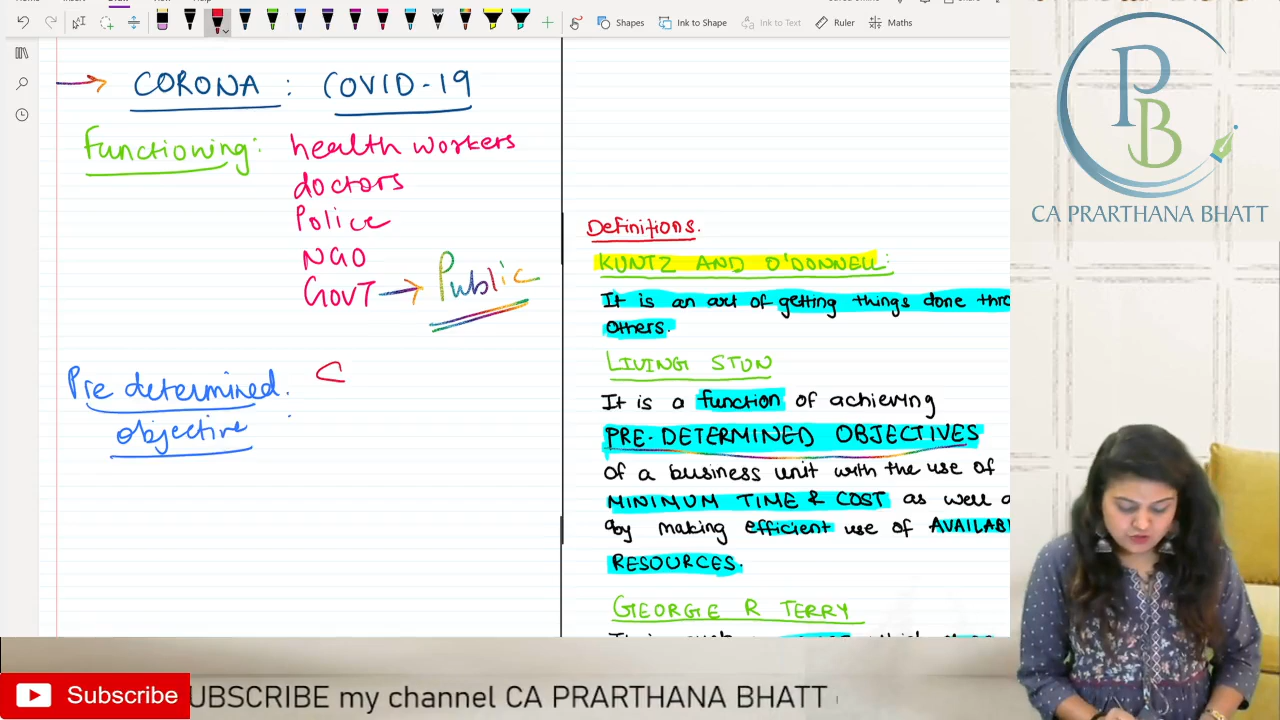 Shapes
Ink to Shape
Ink to Text
Ruler
Maths
CORONA : COVID-19
functioning: health workers
doctors
Police
NGO
GOVT → Public
Pre determined
objective
Definitions.
KUNTZ AND O'DONNELL:
It is an art of getting things done thro
others.
LIVING STON
It is a function of achieving
PRE-DETERMINED OBJECTIVES
of a business unit with the use of
MINIMUM TIME & COST as well a
by making efficient use of AVAILAB
RESOURCES.
GEORGE R TERRY
PB
CA PRARTHANA BHATT
Subscribe
UBSCRIBE my channel CA PRARTHANA BHATT